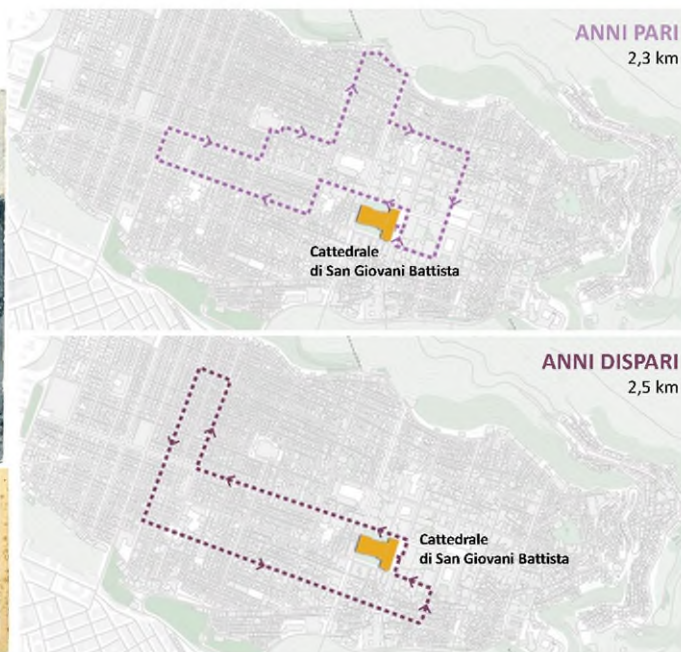 ANNI PARI
2,3 km
Cattedrale
di San Giovani Battista
ANNI DISPARI
2,5 km
Cattedrale
di San Giovani Battista